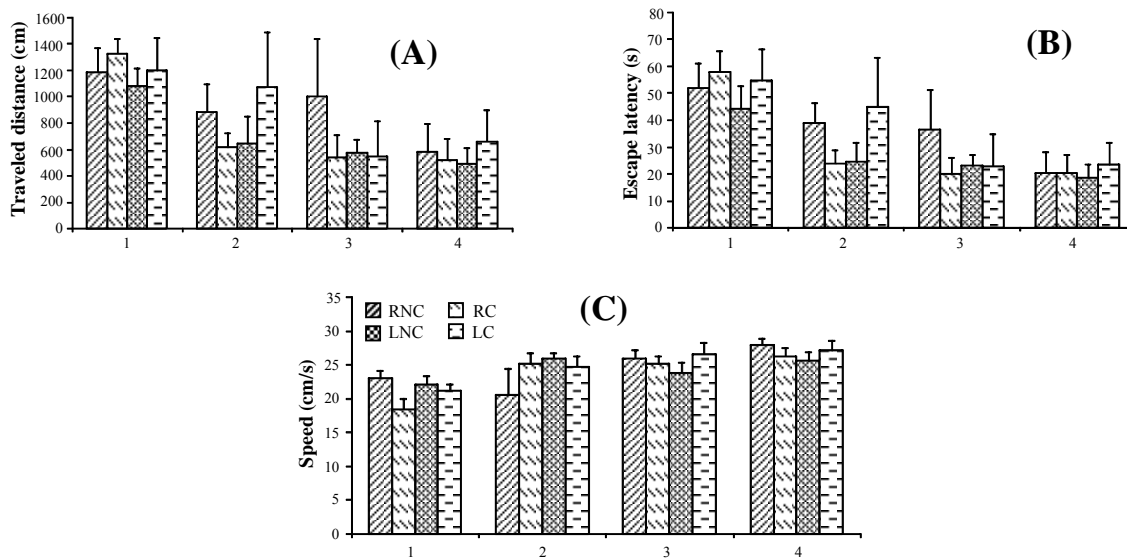 Traveled distance (cm)
1600
1400
1200
1000
800
600
400
200
0
1 2 3 4
(A)
Escape latency (s)
80
70
60
50
40
30
20
10
0
1 2 3 4
(B)
Speed (cm/s)
35
30
25
20
15
10
5
0
1 2 3 4
(C)
RNC RC
LNC LC